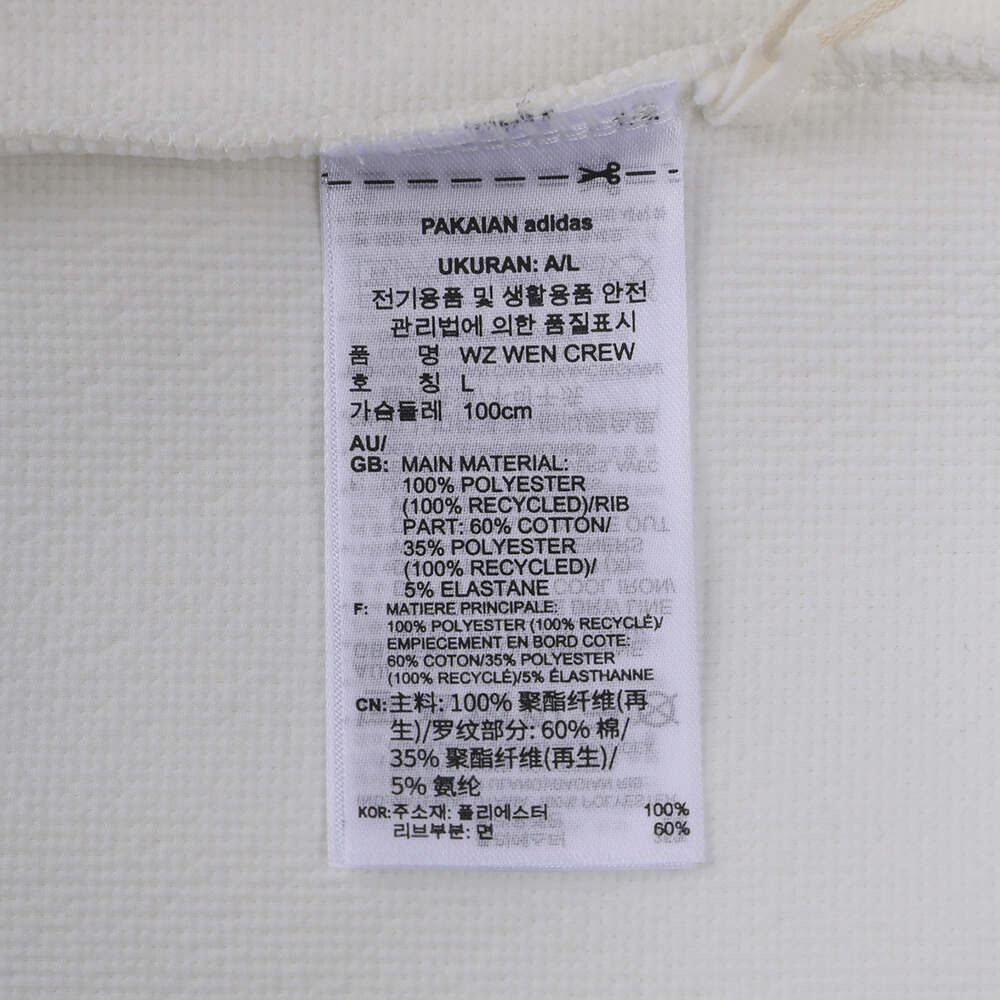 PAKAIAN adidas
UKURAN: A/L
전기용품 및 생활용품 안전
관리법에 의한 품질표시
품 명 WZ WEN CREW
호 칭 L
가슴둘레 100cm
AU/
GB: MAIN MATERIAL:
100% POLYESTER
(100% RECYCLED)/RIB
PART: 60% COTTON/
35% POLYESTER
(100% RECYCLED)/
5% ELASTANE
F: MATIERE PRINCIPALE:
100% POLYESTER (100% RECYCLÉ)/
EMPIECEMENT EN BORD COTE:
60% COTON/35% POLYESTER
(100% RECYCLÉ)/5% ÉLASTHANNE
CN: 主料: 100% 聚酯纤维(再
生)/罗纹部分: 60% 棉/
35% 聚酯纤维(再生)/
5% 氨纶
KOR: 주소재: 폴리에스터 100%
리브부분: 면 60%